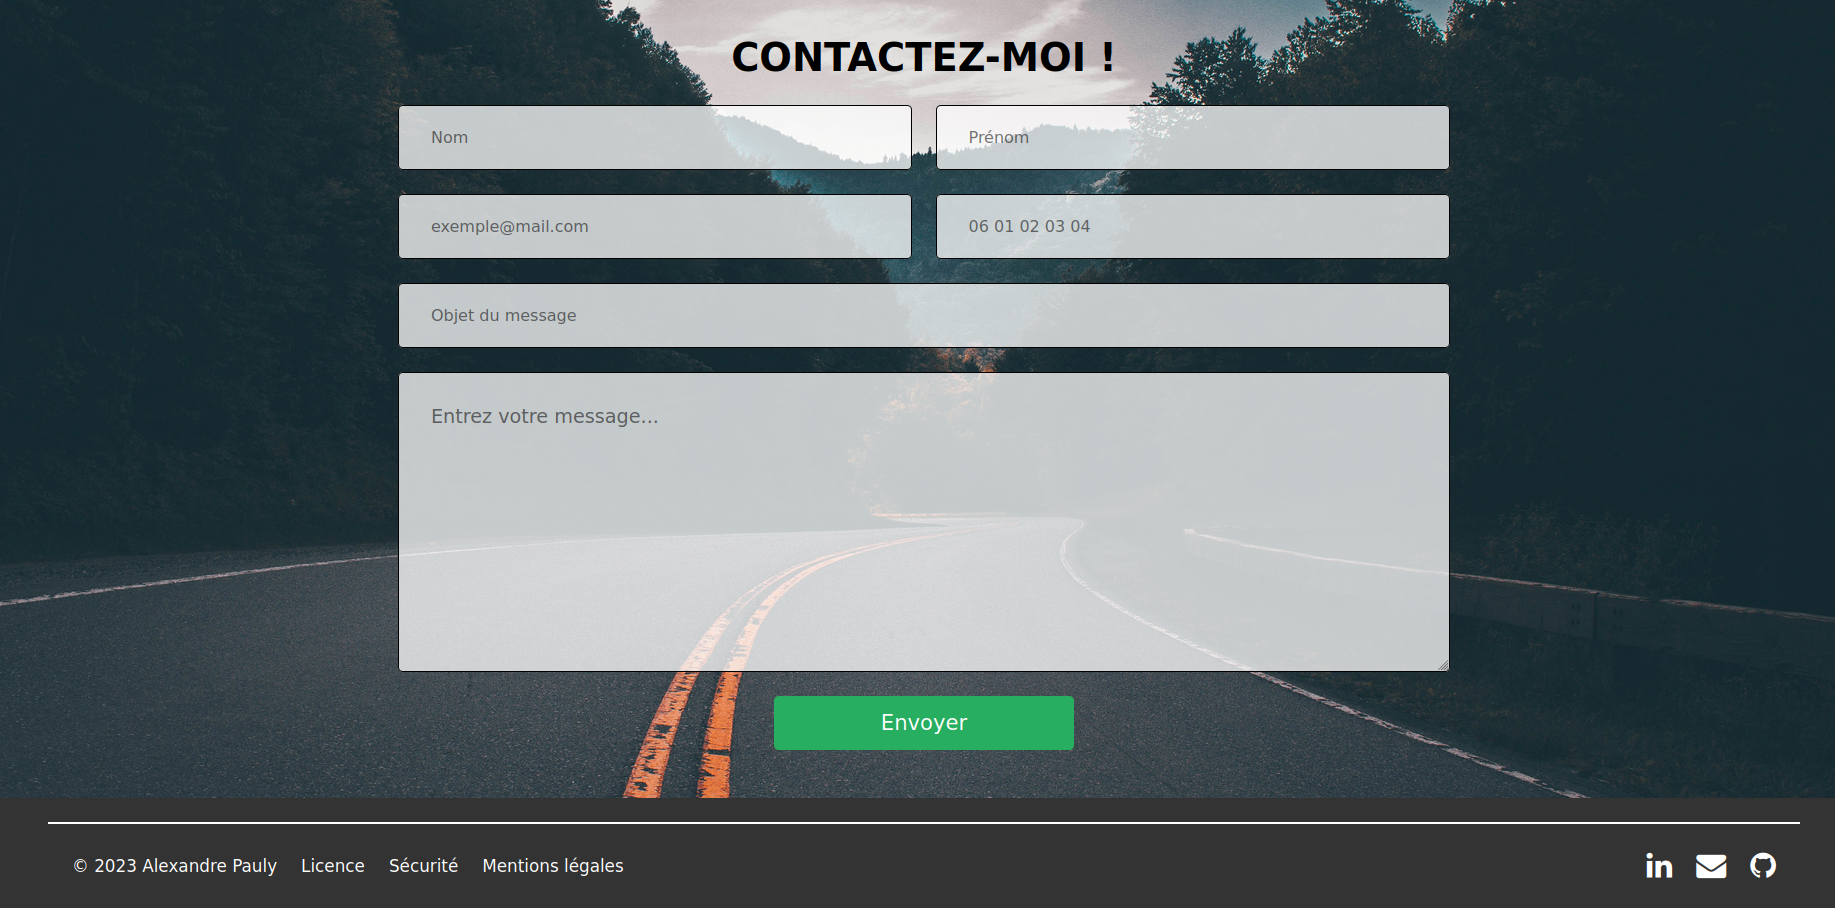 CONTACTEZ-MOI !
Nom
Prénom
exemple@mail.com
06 01 02 03 04
Objet du message
Entrez votre message...
Envoyer
© 2023 Alexandre Pauly Licence Sécurité Mentions légales